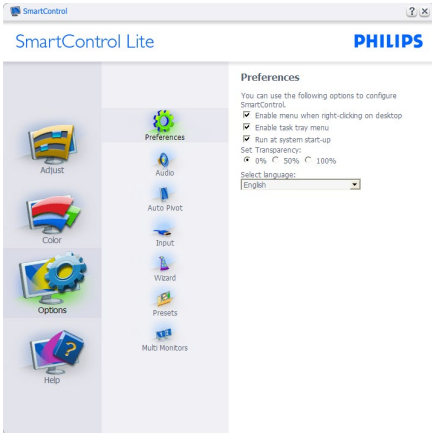 SmartControl
SmartControl Lite
PHILIPS
Adjust
Color
Options
Help
Preferences
Audio
Auto Pivot
Input
Wizard
Presets
Multi Monitors
Preferences
You can use the following options to configure
SmartControl.
Enable menu when right-clicking on desktop
Enable task tray menu
Run at system start-up
Set Transparency:
0% 50% 100%
Select language:
English